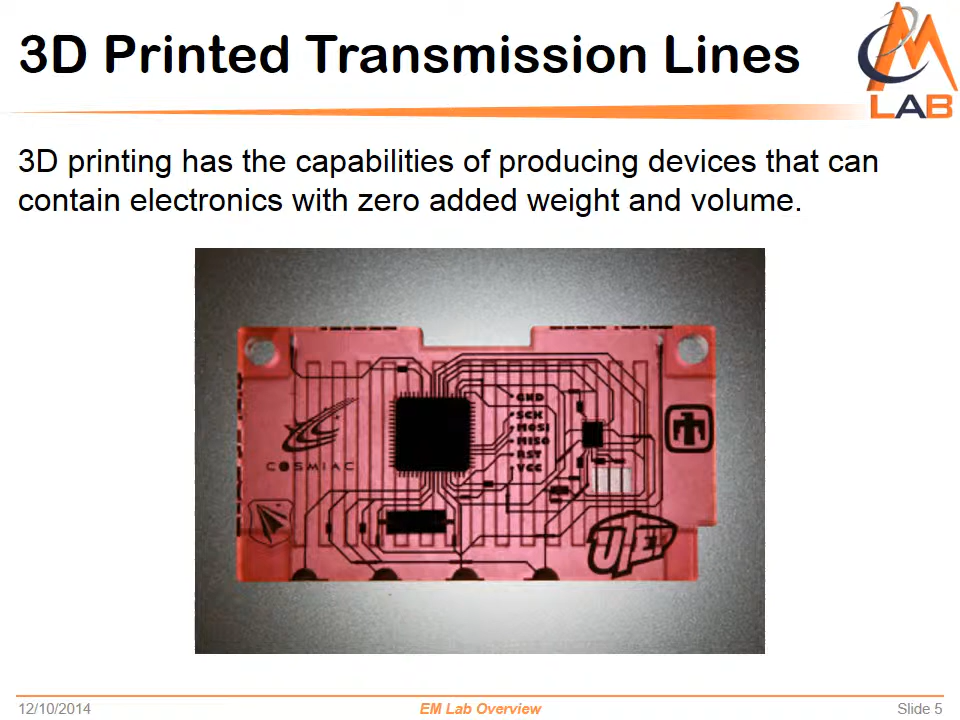 3D Printed Transmission Lines
EM
LAB
3D printing has the capabilities of producing devices that can
contain electronics with zero added weight and volume.
GND
SCK
MOSI
MISO
RST
VCC
COSMIAC
UTEP
12/10/2014
EM Lab Overview
Slide 5